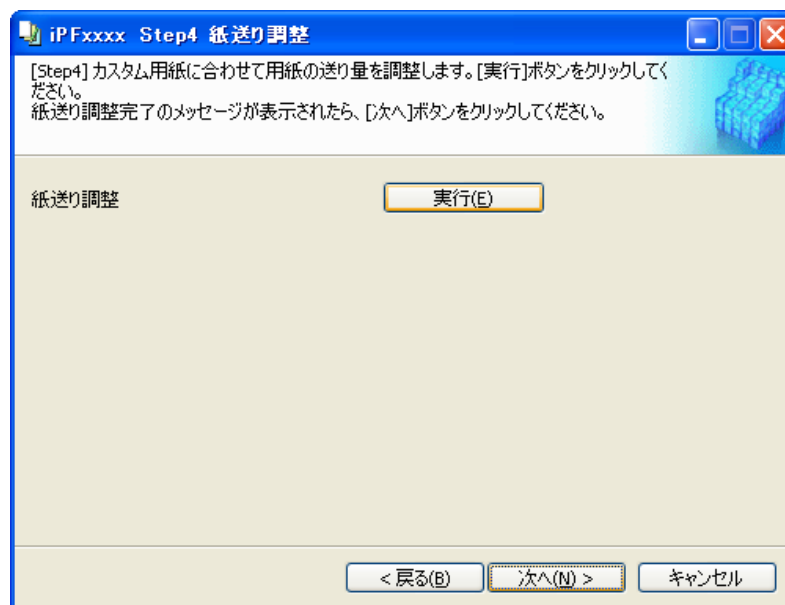 iPFxxxx Step4 紙送り調整
[Step4] カスタム用紙に合わせて用紙の送り量を調整します。[実行]ボタンをクリックしてく
ださい。
紙送り調整完了のメッセージが表示されたら、[次へ]ボタンをクリックしてください。
紙送り調整 実行(E)
< 戻る(B) 次へ(N) > キャンセル